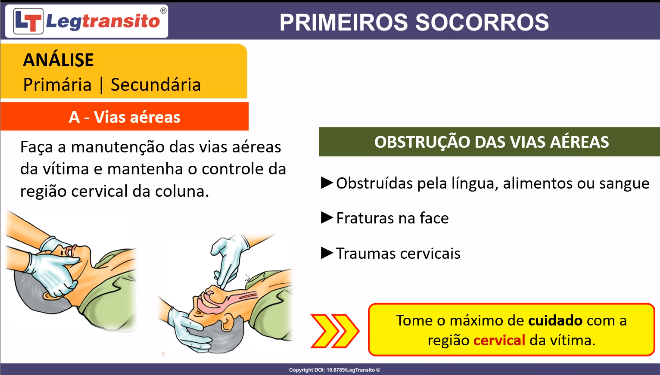 LT Legtransito®
PRIMEIROS SOCORROS
ANÁLISE
Primária | Secundária
A - Vias aéreas
Faça a manutenção das vias aéreas
da vítima e mantenha o controle da
região cervical da coluna.
OBSTRUÇÃO DAS VIAS AÉREAS
►Obstruídas pela língua, alimentos ou sangue
►Fraturas na face
►Traumas cervicais
Tome o máximo de cuidado com a
região cervical da vítima.
Copyright DOI: 10.6789/LegTransito ©